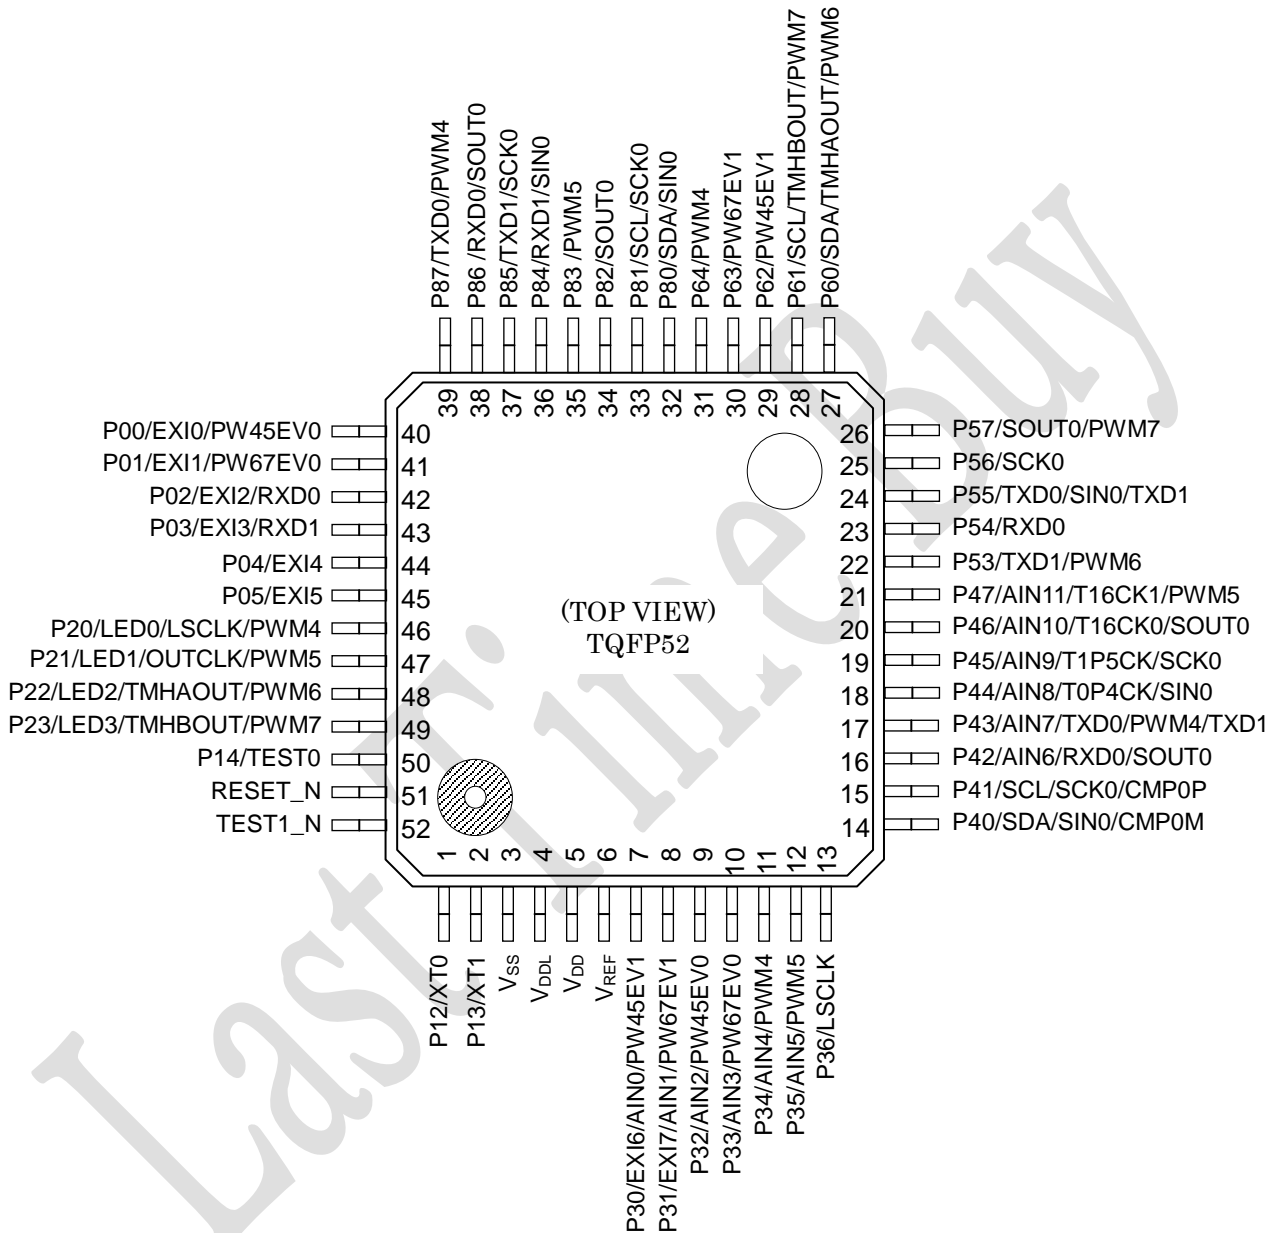 P87/TXD0/PWM4
P86 /RXD0/SOUT0
P85/TXD1/SCK0
P84/RXD1/SIN0
P83 /PWM5
P82/SOUT0
P81/SCL/SCK0
P80/SDA/SIN0
P64/PWM4
P63/PW67EV1
P62/PW45EV1
P61/SCL/TMHBOUT/PWM7
P60/SDA/TMHAOUT/PWM6
39 38 37 36 35 34 33 32 31 30 29 28 27
P00/EXI0/PW45EV0 40
P01/EXI1/PW67EV0 41
P02/EXI2/RXD0 42
P03/EXI3/RXD1 43
P04/EXI4 44
P05/EXI5 45
P20/LED0/LSCLK/PWM4 46
P21/LED1/OUTCLK/PWM5 47
P22/LED2/TMHAOUT/PWM6 48
P23/LED3/TMHBOUT/PWM7 49
P14/TEST0 50
RESET_N 51
TEST1_N 52
(TOP VIEW)
TQFP52
26 P57/SOUT0/PWM7
25 P56/SCK0
24 P55/TXD0/SIN0/TXD1
23 P54/RXD0
22 P53/TXD1/PWM6
21 P47/AIN11/T16CK1/PWM5
20 P46/AIN10/T16CK0/SOUT0
19 P45/AIN9/T1P5CK/SCK0
18 P44/AIN8/T0P4CK/SIN0
17 P43/AIN7/TXD0/PWM4/TXD1
16 P42/AIN6/RXD0/SOUT0
15 P41/SCL/SCK0/CMP0P
14 P40/SDA/SIN0/CMP0M
1 2 3 4 5 6 7 8 9 10 11 12 13
P12/XT0
P13/XT1
VSS
VDDL
VDD
VREF
P30/EXI6/AIN0/PW45EV1
P31/EXI7/AIN1/PW67EV1
P32/AIN2/PW45EV0
P33/AIN3/PW67EV0
P34/AIN4/PWM4
P35/AIN5/PWM5
P36/LSCLK
Last Time Buy